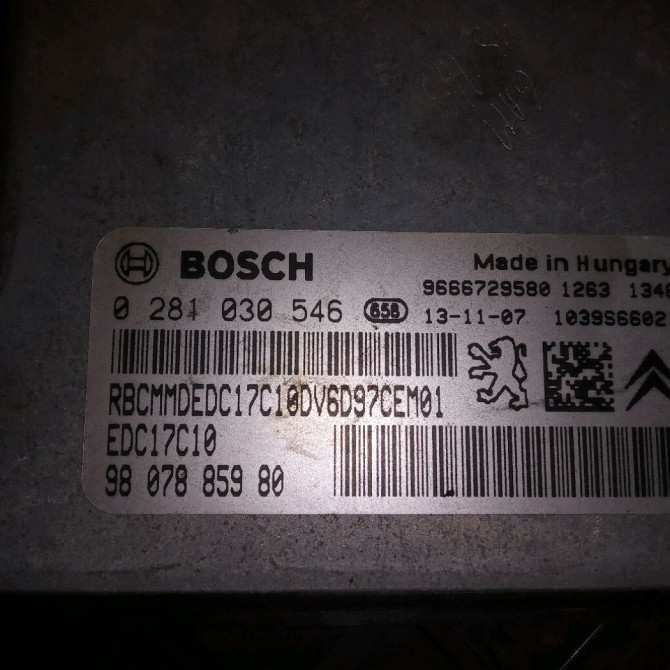 BOSCH
Made in Hungary
0 281 030 546 658
9666729580 1263 1348
13-11-07 1039S6602
RBCMMDEDC17C10DV6D97CEM01
EDC17C10
98 078 859 80